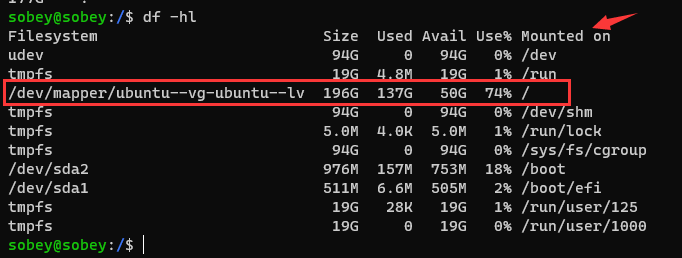 177G
sobey@sobey:/$ df -hl
Filesystem Size Used Avail Use% Mounted on
udev 94G 0 94G 0% /dev
tmpfs 19G 4.8M 19G 1% /run
/dev/mapper/ubuntu--vg-ubuntu--lv 196G 137G 50G 74% /
tmpfs 94G 0 94G 0% /dev/shm
tmpfs 5.0M 4.0K 5.0M 1% /run/lock
tmpfs 94G 0 94G 0% /sys/fs/cgroup
/dev/sda2 976M 157M 753M 18% /boot
/dev/sda1 511M 6.6M 505M 2% /boot/efi
tmpfs 19G 28K 19G 1% /run/user/125
tmpfs 19G 0 19G 0% /run/user/1000
sobey@sobey:/$